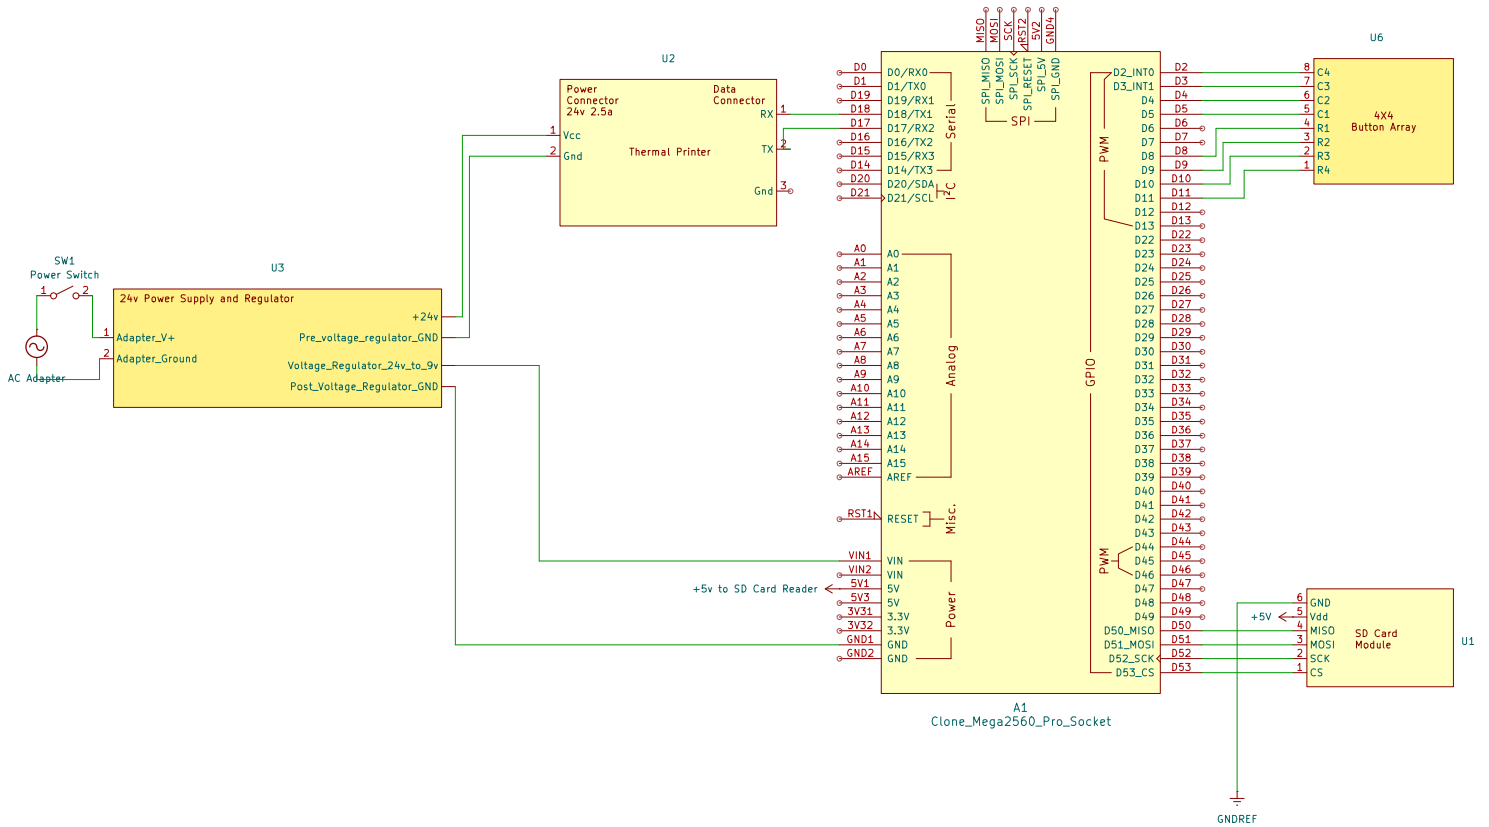 MISO
MOSI
SCK
RST2
5V2
GND4
SPI_MISO
SPI_MOSI
SPI_SCK
SPI_RESET
SPI_5V
SPI_GND
SPI
U2
Power
Connector
24v 2.5a
Data
Connector
Thermal Printer
1 Vcc
2 Gnd
RX 1
TX 2
Gnd 3
SW1
Power Switch
1 2
AC Adapter
U3
24v Power Supply and Regulator
1 Adapter_V+
2 Adapter_Ground
+24v
Pre_voltage_regulator_GND
Voltage_Regulator_24v_to_9v
Post_Voltage_Regulator_GND
D0 D0/RX0
D1 D1/TX0
D19 D19/RX1
D18 D18/TX1
D17 D17/RX2
D16 D16/TX2
D15 D15/RX3
D14 D14/TX3
D20 D20/SDA
D21 D21/SCL
Serial
I²C
A0 A0
A1 A1
A2 A2
A3 A3
A4 A4
A5 A5
A6 A6
A7 A7
A8 A8
A9 A9
A10 A10
A11 A11
A12 A12
A13 A13
A14 A14
A15 A15
AREF AREF
Analog
RST1 RESET
Misc.
VIN1 VIN
VIN2 VIN
+5v to SD Card Reader
5V1 5V
5V3 5V
3V31 3.3V
3V32 3.3V
GND1 GND
GND2 GND
Power
D2_INT0 D2
D3_INT1 D3
D4 D4
D5 D5
D6 D6
D7 D7
D8 D8
D9 D9
D10 D10
D11 D11
D12 D12
D13 D13
D22 D22
D23 D23
D24 D24
D25 D25
D26 D26
D27 D27
D28 D28
D29 D29
D30 D30
D31 D31
D32 D32
D33 D33
D34 D34
D35 D35
D36 D36
D37 D37
D38 D38
D39 D39
D40 D40
D41 D41
D42 D42
D43 D43
D44 D44
D45 D45
D46 D46
D47 D47
D48 D48
D49 D49
D50_MISO D50
D51_MOSI D51
D52_SCK D52
D53_CS D53
PWM
GPIO
PWM
A1
Clone_Mega2560_Pro_Socket
U6
8 C4
7 C3
6 C2
5 C1
4 R1
3 R2
2 R3
1 R4
4X4
Button Array
6 GND
+5V
5 Vdd
4 MISO
3 MOSI
2 SCK
1 CS
SD Card
Module
U1
GNDREF